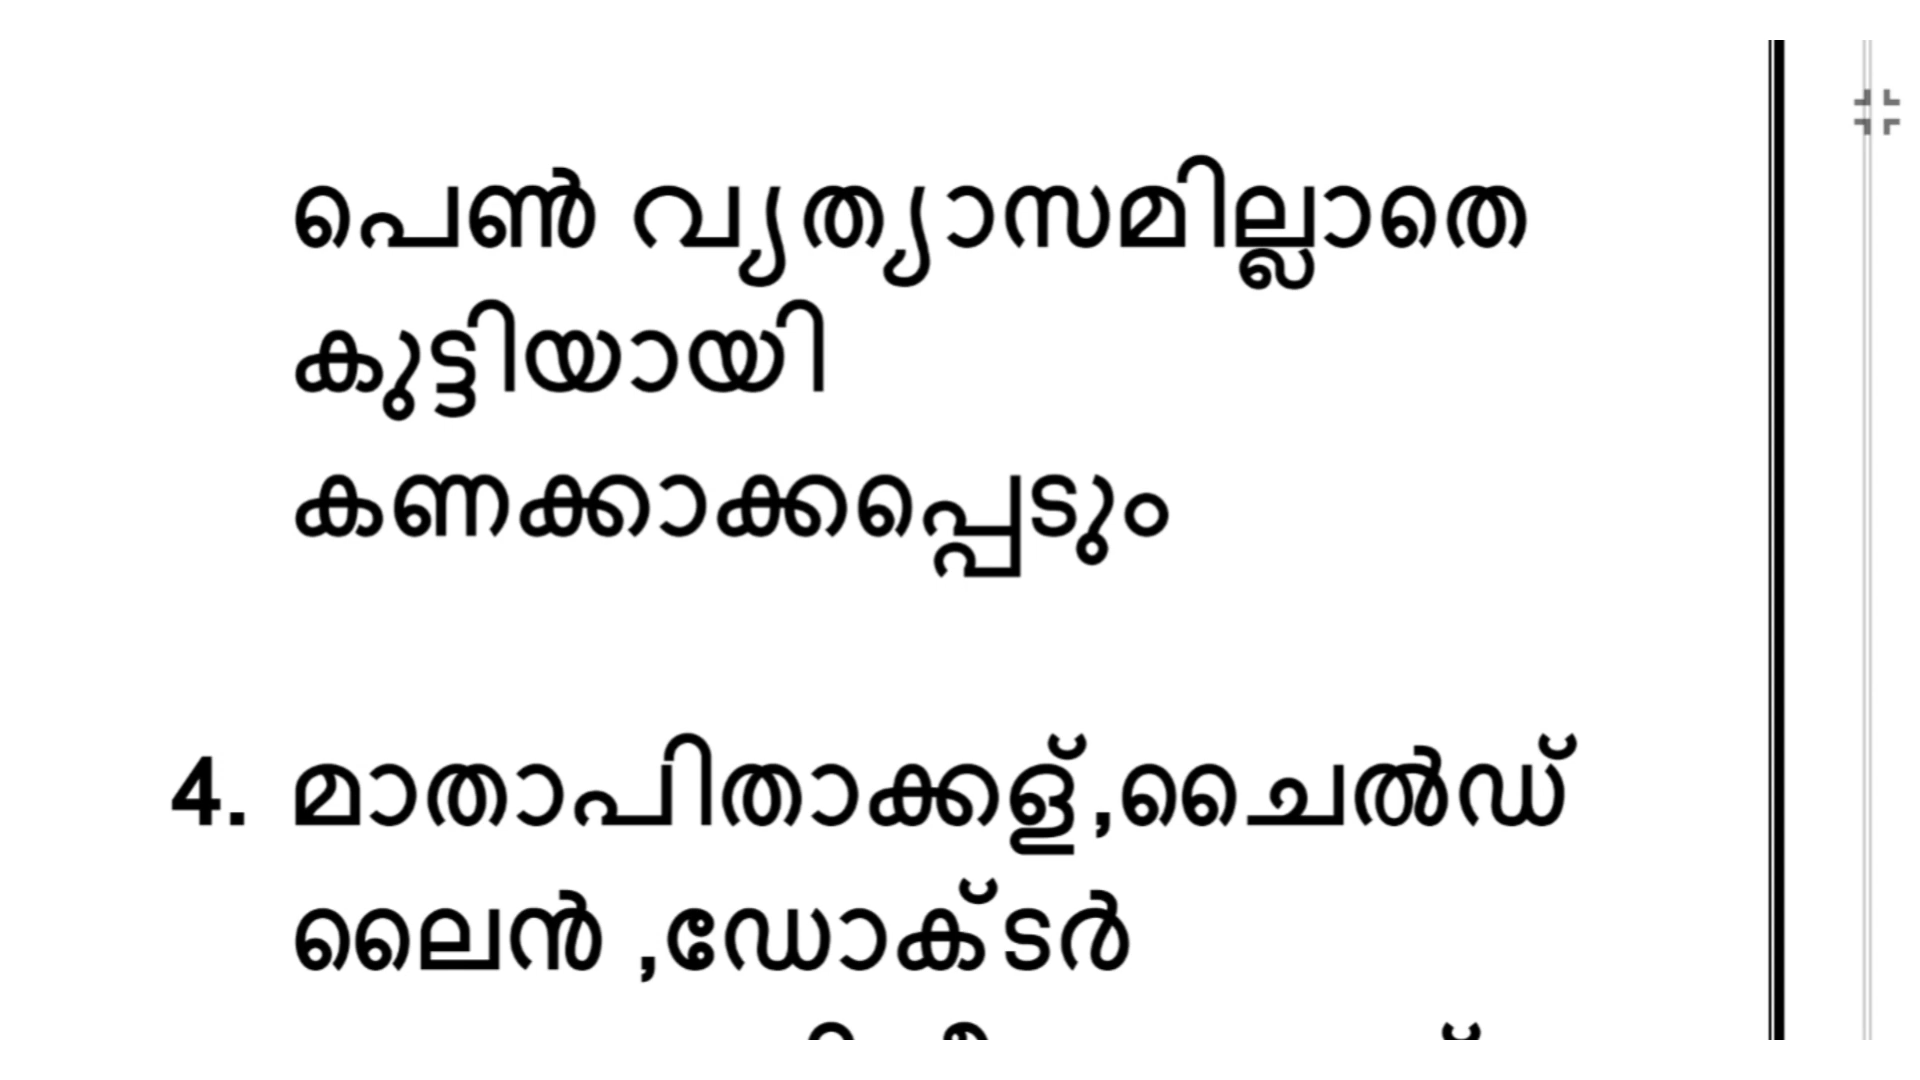 പെൺ വ്യത്യാസമില്ലാതെ
കുട്ടിയായി
കണക്കാക്കപ്പെടും
4. മാതാപിതാക്കള്,ചൈൽഡ്
ലൈൻ ,ഡോക്ടർ